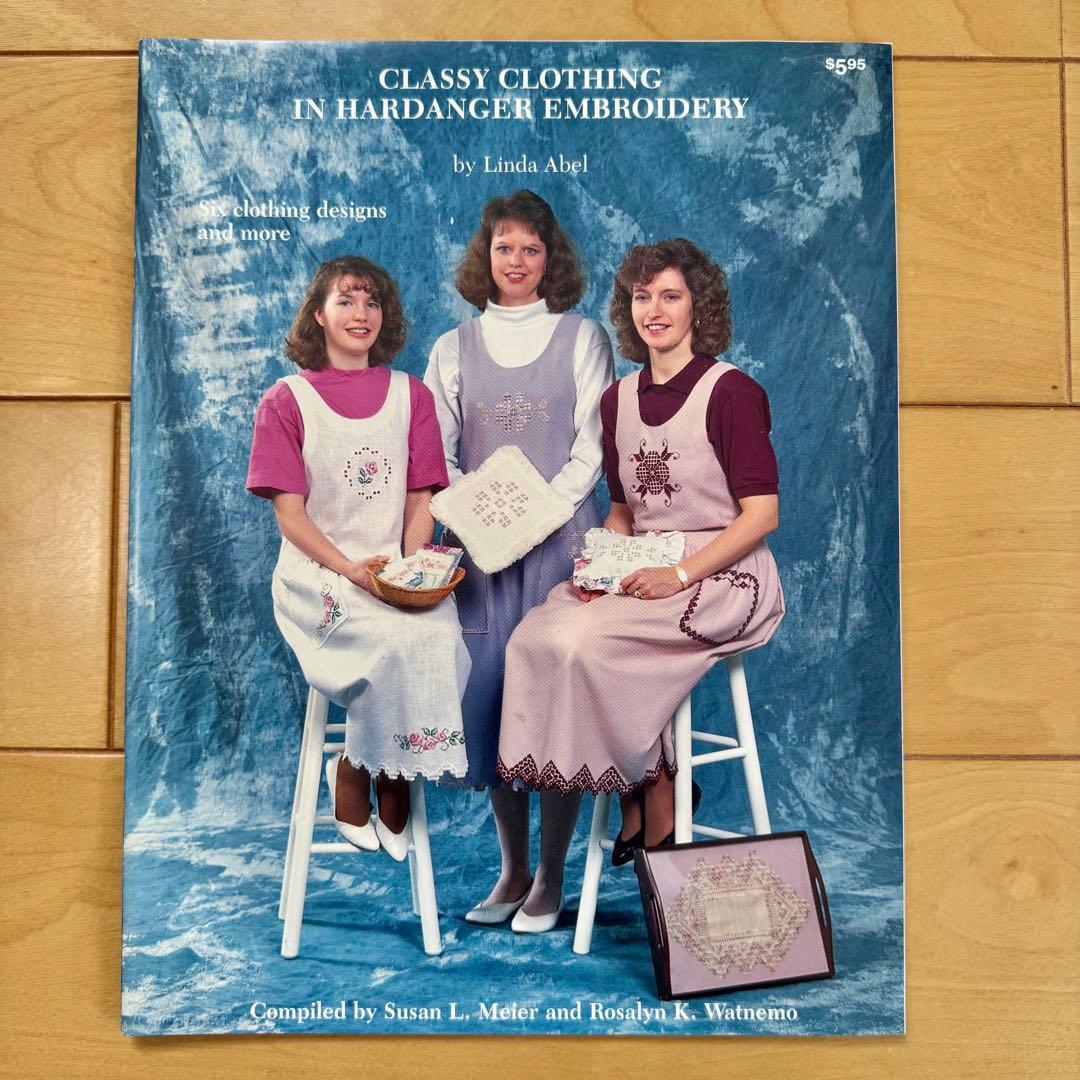 $5.95
CLASSY CLOTHING
IN HARDANGER EMBROIDERY
by Linda Abel
Six clothing designs
and more
Compiled by Susan L. Meier and Rosalyn K. Watnemo